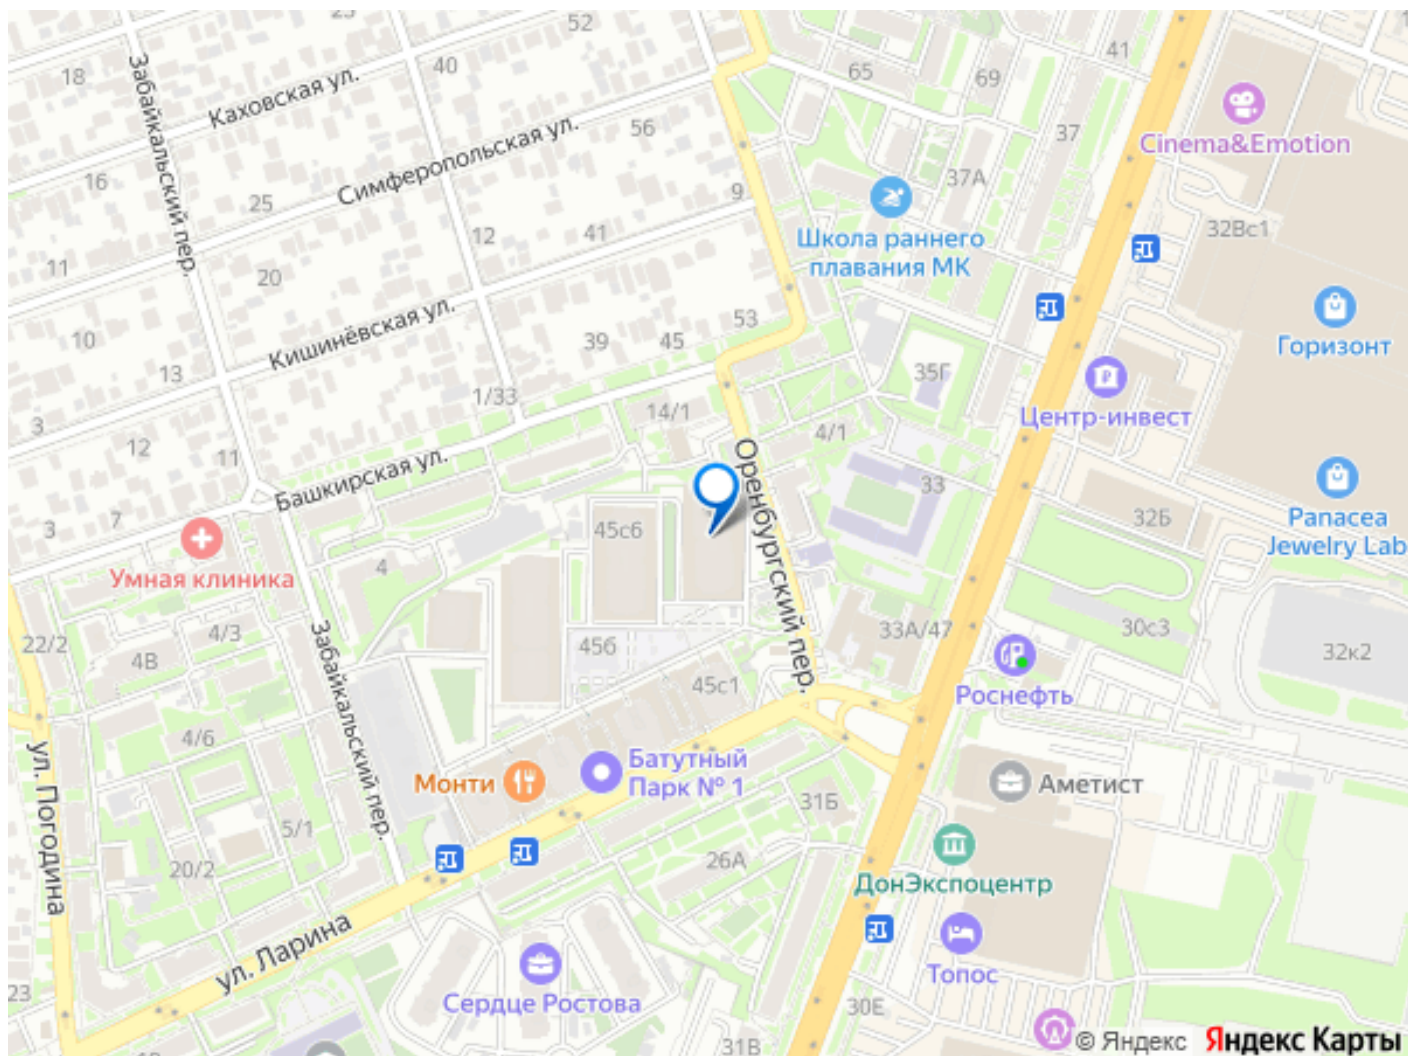 52
41
18
40
65
69
Каховская ул.
Забайкальский пер.
Cinema&Emotion
56
37
Симферопольская ул.
16
37А
9
25
32Вс1
12
41
Школа раннего
плавания МК
11
20
Кишинёвская ул.
Горизонт
10
53
39
45
35Г
13
Центр-инвест
1/33
14/1
3
4/1
12
11
Башкирская ул.
Оренбургский пер.
33
7
3
45с6
32Б
Panacea
Jewelry Lab
Умная клиника
4
4/3
22/2
4В
Забайкальский пер.
45б
33А/47
30с3
32к2
45с1
Роснефть
4/6
ул. Погодина
Монти
Батутный
Парк № 1
31Б
Аметист
5/1
20/2
26А
ДонЭкспоцентр
ул. Ларина
Топос
23
Сердце Ростова
30Е
31В
© Яндекс Яндекс Карты